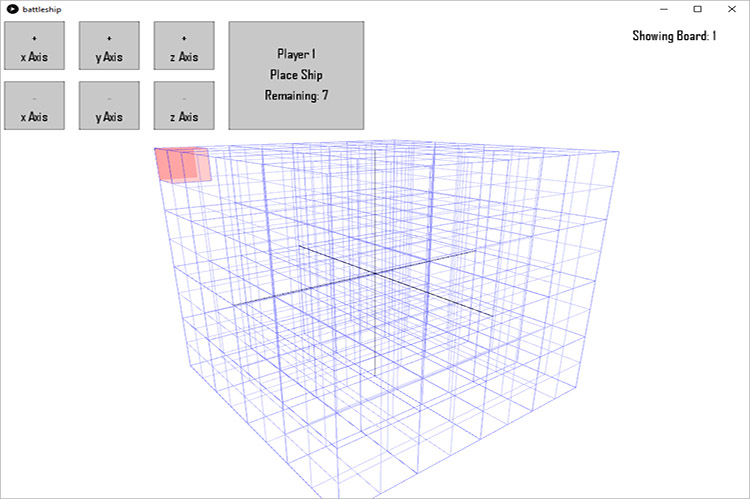 battleship
+
x Axis
+
y Axis
+
z Axis
-
x Axis
-
y Axis
-
z Axis
Player 1
Place Ship
Remaining: 7
Showing Board: 1